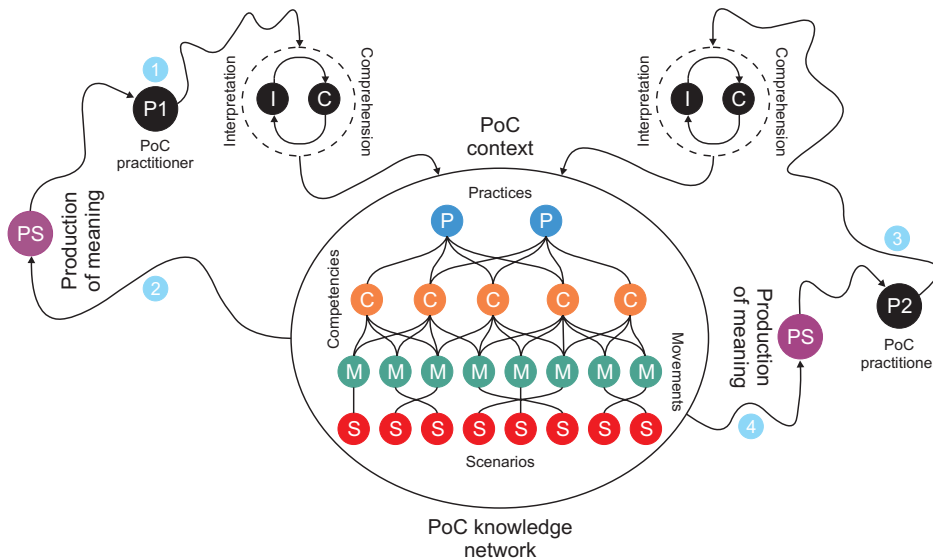 1
P1
PoC
practitioner
Interpretation
I
C
Comprehension
PS
Production
of meaning
2
PoC
context
Interpretation
I
C
Comprehension
3
P2
PoC
practitione
PS
Production
of meaning
4
Practices
P P
Competencies
C C C C C
Movements
M M M M M M M M
S S S S S S S S
Scenarios
PoC knowledge
network